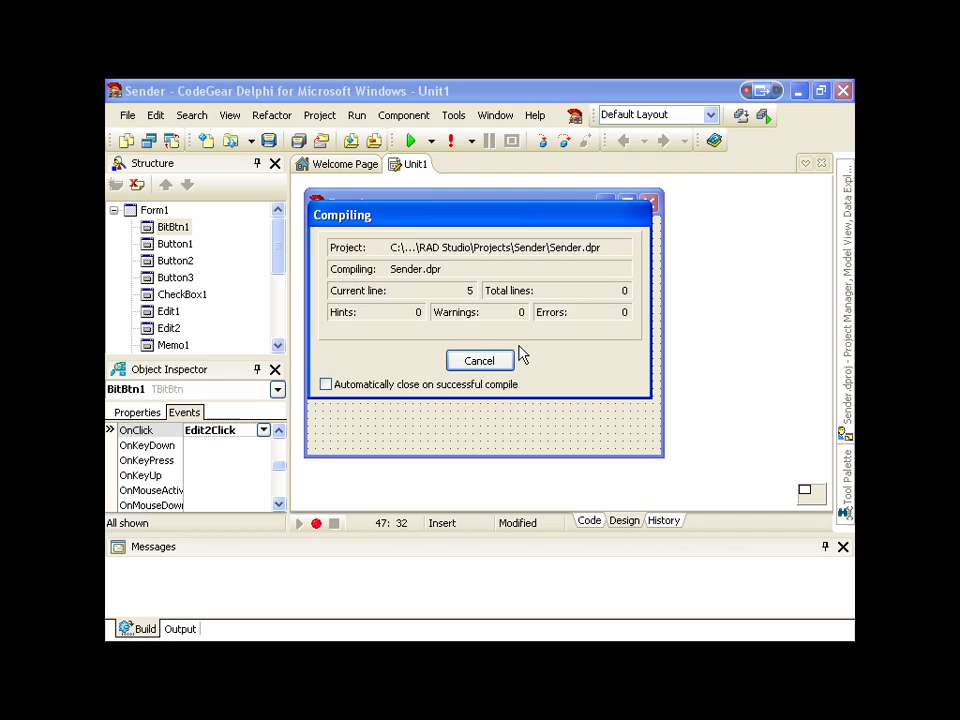 Sender - CodeGear Delphi for Microsoft Windows - Unit1
File Edit Search View Refactor Project Run Component Tools Window Help
Default Layout
Structure
Welcome Page
Unit1
Form1
BitBtn1
Button1
Button2
Button3
CheckBox1
Edit1
Edit2
Memo1
Compiling
Project: C:\...\RAD Studio\Projects\Sender\Sender.dpr
Compiling: Sender.dpr
Current line: 5 Total lines: 0
Hints: 0 Warnings: 0 Errors: 0
Cancel
Automatically close on successful compile
Object Inspector
BitBtn1 TBitBtn
Properties Events
OnClick Edit2Click
OnKeyDown
OnKeyPress
OnKeyUp
OnMouseActiv
OnMouseDow
All shown
47: 32 Insert Modified Code Design History
Sender.dproj - Project Manager, Model View, Data Expl...
Tool Palette
Messages
Build Output